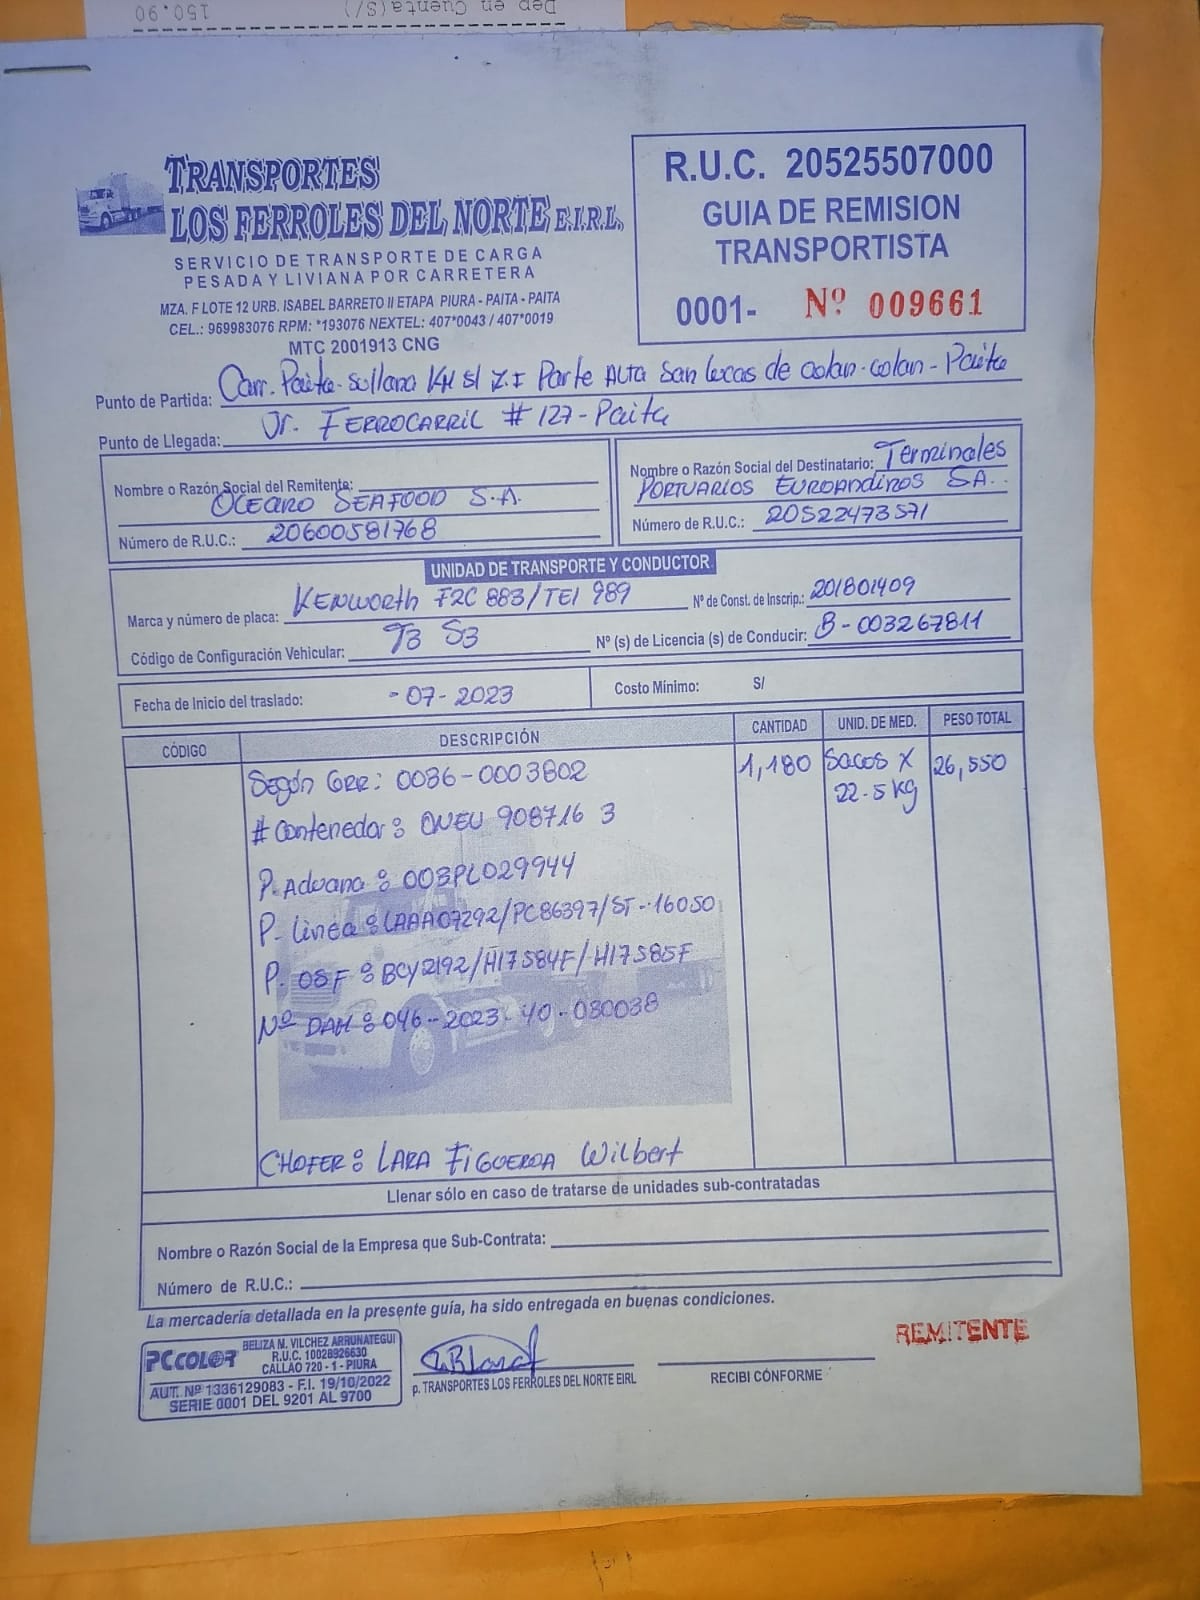 Dep en Cuenta(S/) 150.90
TRANSPORTES
LOS FERROLES DEL NORTE E.I.R.L.
SERVICIO DE TRANSPORTE DE CARGA
PESADA Y LIVIANA POR CARRETERA
MZA. F LOTE 12 URB. ISABEL BARRETO II ETAPA PIURA - PAITA - PAITA
CEL.: 969983076 RPM: *193076 NEXTEL: 407*0043 / 407*0019
MTC 2001913 CNG
R.U.C. 20525507000
GUIA DE REMISION
TRANSPORTISTA
0001- Nº 009661
Punto de Partida: Carr. Paita-Sullana KM 51 Z.I Parte Alta San Lucas de Colan-Colan-Paita
Punto de Llegada: Jr. FERROCARRIL # 127-Paita
Nombre o Razón Social del Remitente:
OCEANO SEAFOOD S.A.
Número de R.U.C.: 20600581768
Nombre o Razón Social del Destinatario: Terminales
PORTUARIOS EUROANDINOS SA.
Número de R.U.C.: 20522473571
UNIDAD DE TRANSPORTE Y CONDUCTOR
Marca y número de placa: KENWORTH F2C 883/TEI 989 Nº de Const. de Inscrip.: 201801409
Código de Configuración Vehicular: T3 S3 Nº (s) de Licencia (s) de Conducir: B-003267811
Fecha de Inicio del traslado: -07-2023 Costo Mínimo: S/
CÓDIGO DESCRIPCIÓN CANTIDAD UNID. DE MED. PESO TOTAL
Según GRR: 0036-0003802 1,180 Sacos X 26,550
22.5 Kg
# Contenedor: ONEU 908716 3
P. Aduana: 003PL029944
P. Linea: LAAA07292/PC86397/ST-16050
P. OSF: BCY2192/H17584F/H17585F
Nº DAM: 046-2023-40-030038
CHOFER: LARA FIGUEROA Wilbert
Llenar sólo en caso de tratarse de unidades sub-contratadas
Nombre o Razón Social de la Empresa que Sub-Contrata:
Número de R.U.C.:
La mercadería detallada en la presente guía, ha sido entregada en buenas condiciones.
PCCOLOR
BELIZA M. VILCHEZ ARRUNATEGUI
R.U.C. 10028926630
CALLAO 720 - 1 - PIURA
AUT. Nº 1336129083 - F.I. 19/10/2022
SERIE 0001 DEL 9201 AL 9700
p. TRANSPORTES LOS FERROLES DEL NORTE EIRL
RECIBI CÓNFORME
REMITENTE